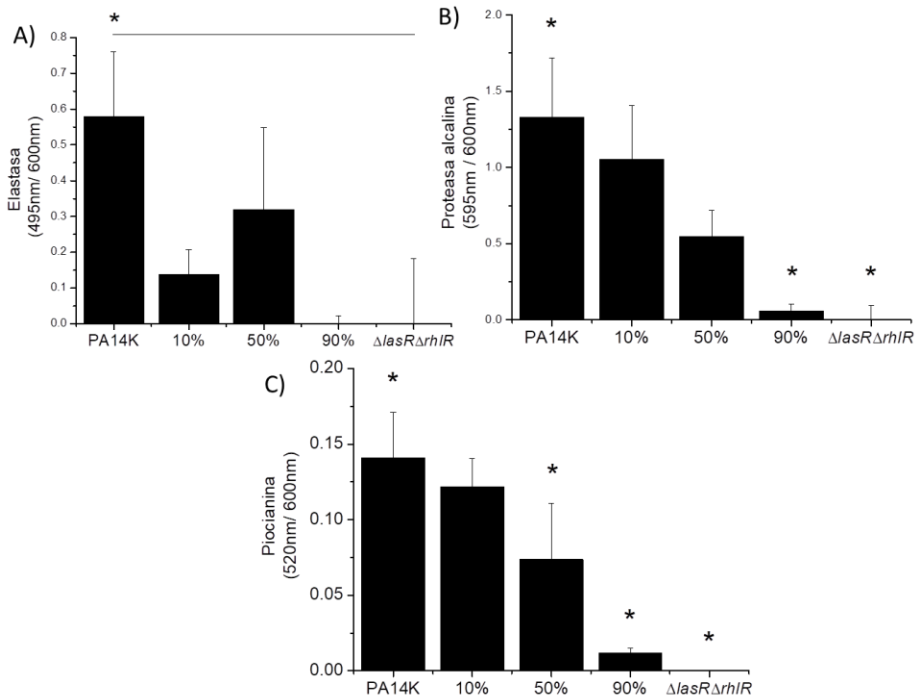 A)
*
Elastasa
(495nm/ 600nm)
0.8
0.7
0.6
0.5
0.4
0.3
0.2
0.1
0.0
PA14K 10% 50% 90% ΔlasRΔrhlR
B)
*
* *
Proteasa alcalina
(595nm / 600nm)
2.0
1.5
1.0
0.5
0.0
PA14K 10% 50% 90% ΔlasRΔrhlR
C)
*
*
*
*
Piocianina
(520nm/ 600nm)
0.20
0.15
0.10
0.05
0.00
PA14K 10% 50% 90% ΔlasRΔrhlR